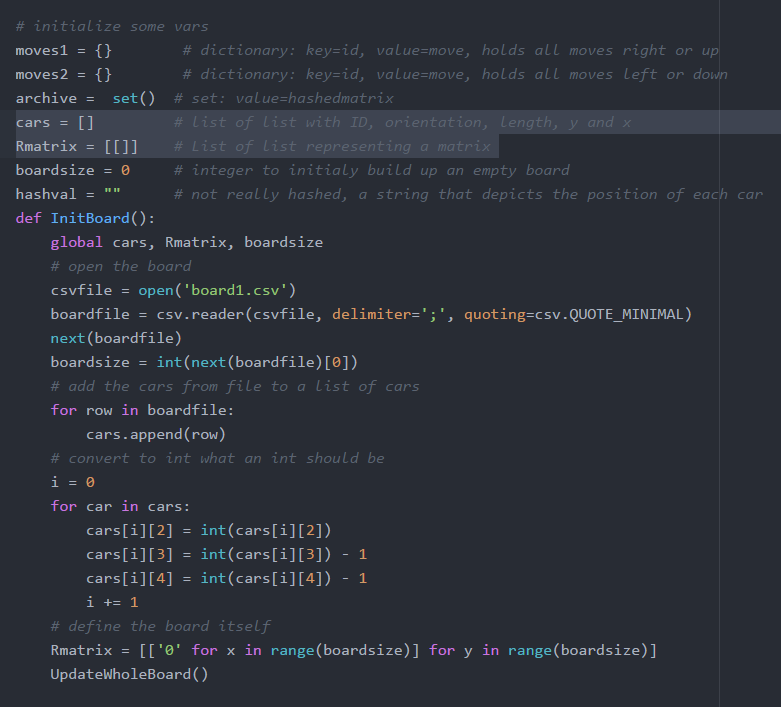 # initialize some vars
moves1 = {}        # dictionary: key=id, value=move, holds all moves right or up
moves2 = {}        # dictionary: key=id, value=move, holds all moves left or down
archive =  set()  # set: value=hashedmatrix
cars = []         # list of list with ID, orientation, length, y and x
Rmatrix = [[]]    # list of list representing a matrix
boardsize = 0     # integer to initialy build up an empty board
hashval = ""      # not really hashed, a string that depicts the position of each car
def InitBoard():
    global cars, Rmatrix, boardsize
    # open the board
    csvfile = open('board1.csv')
    boardfile = csv.reader(csvfile, delimiter=';', quoting=csv.QUOTE_MINIMAL)
    next(boardfile)
    boardsize = int(next(boardfile)[0])
    # add the cars from file to a list of cars
    for row in boardfile:
        cars.append(row)
    # convert to int what an int should be
    i = 0
    for car in cars:
        cars[i][2] = int(cars[i][2])
        cars[i][3] = int(cars[i][3]) - 1
        cars[i][4] = int(cars[i][4]) - 1
        i += 1
    # define the board itself
    Rmatrix = [['0' for x in range(boardsize)] for y in range(boardsize)]
    UpdateWholeBoard()